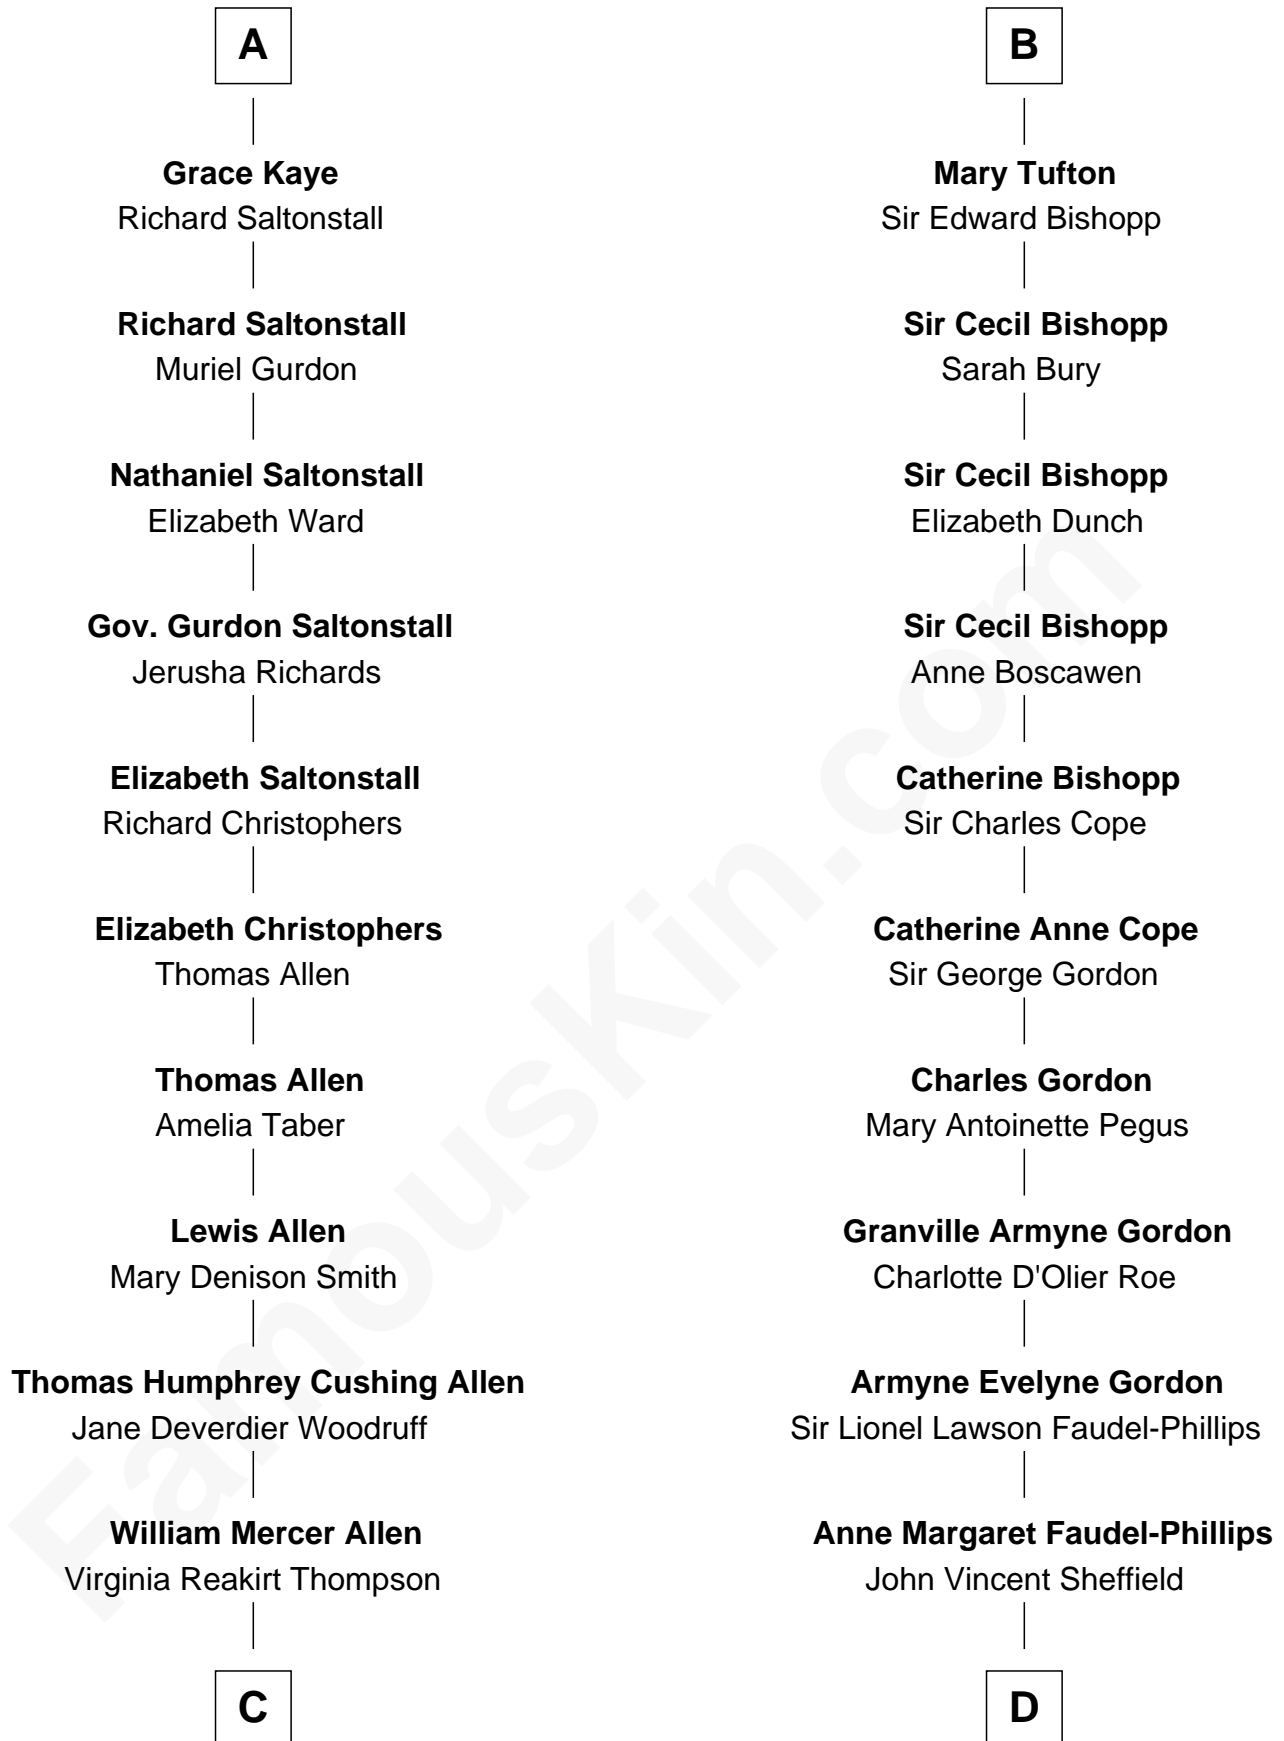 A
Grace Kaye
Richard Saltonstall
Richard Saltonstall
Muriel Gurdon
Nathaniel Saltonstall
Elizabeth Ward
Gov. Gurdon Saltonstall
Jerusha Richards
Elizabeth Saltonstall
Richard Christophers
Elizabeth Christophers
Thomas Allen
Thomas Allen
Amelia Taber
Lewis Allen
Mary Denison Smith
Thomas Humphrey Cushing Allen
Jane Deverdier Woodruff
William Mercer Allen
Virginia Reakirt Thompson
C
B
Mary Tufton
Sir Edward Bishopp
Sir Cecil Bishopp
Sarah Bury
Sir Cecil Bishopp
Elizabeth Dunch
Sir Cecil Bishopp
Anne Boscawen
Catherine Bishopp
Sir Charles Cope
Catherine Anne Cope
Sir George Gordon
Charles Gordon
Mary Antoinette Pegus
Granville Armyne Gordon
Charlotte D'Olier Roe
Armyne Evelyne Gordon
Sir Lionel Lawson Faudel-Phillips
Anne Margaret Faudel-Phillips
John Vincent Sheffield
D
FamousKin.com